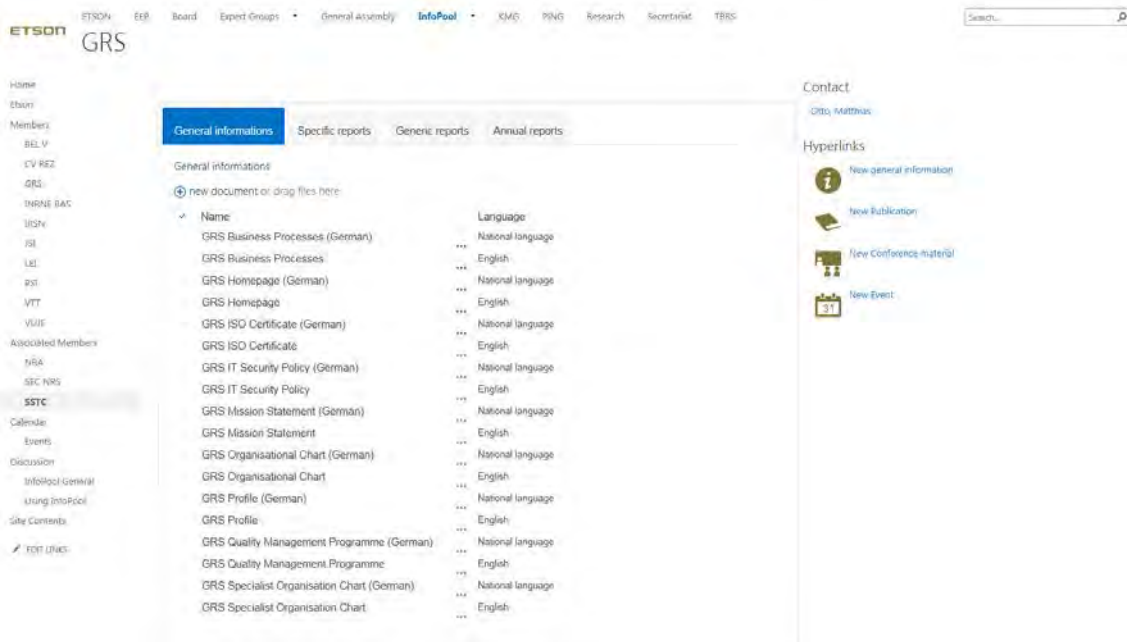 ETSON EEP Board Expert Groups General Assembly InfoPool KMG PING Research Secretariat TBRS
Search...
ETSON
GRS
Home
Etson
Members
BEL V
CV REZ
GRS
INRNE BAS
IRSN
JSI
LEI
PSI
VTT
VUJE
Associated Members
NRA
SEC NRS
SSTC
Calendar
Events
Discussion
InfoPool General
Using InfoPool
Site Contents
EDIT LINKS
General informations Specific reports Generic reports Annual reports
General informations
new document or drag files here
Name Language
GRS Business Processes (German) ... National language
GRS Business Processes ... English
GRS Homepage (German) ... National language
GRS Homepage ... English
GRS ISO Certificate (German) ... National language
GRS ISO Certificate ... English
GRS IT Security Policy (German) ... National language
GRS IT Security Policy ... English
GRS Mission Statement (German) ... National language
GRS Mission Statement ... English
GRS Organisational Chart (German) ... National language
GRS Organisational Chart ... English
GRS Profile (German) ... National language
GRS Profile ... English
GRS Quality Management Programme (German) ... National language
GRS Quality Management Programme ... English
GRS Specialist Organisation Chart (German) ... National language
GRS Specialist Organisation Chart ... English
Contact
Otto, Matthias
Hyperlinks
New general information
New Publication
New Conference material
New Event
31